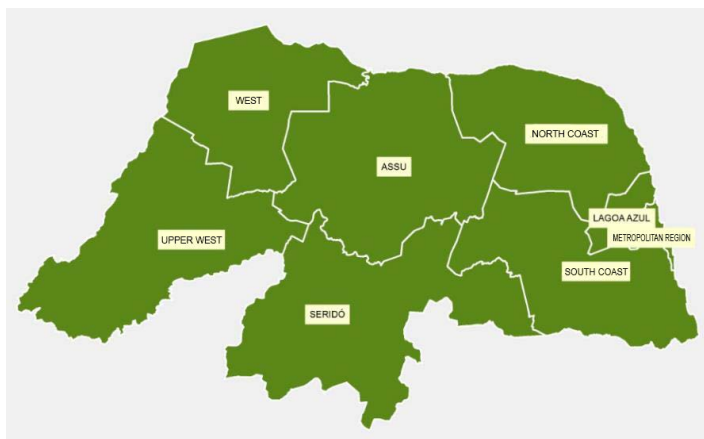 WEST
NORTH COAST
ASSU
LAGOA AZUL
UPPER WEST
METROPOLITAN REGION
SOUTH COAST
SERIDÓ